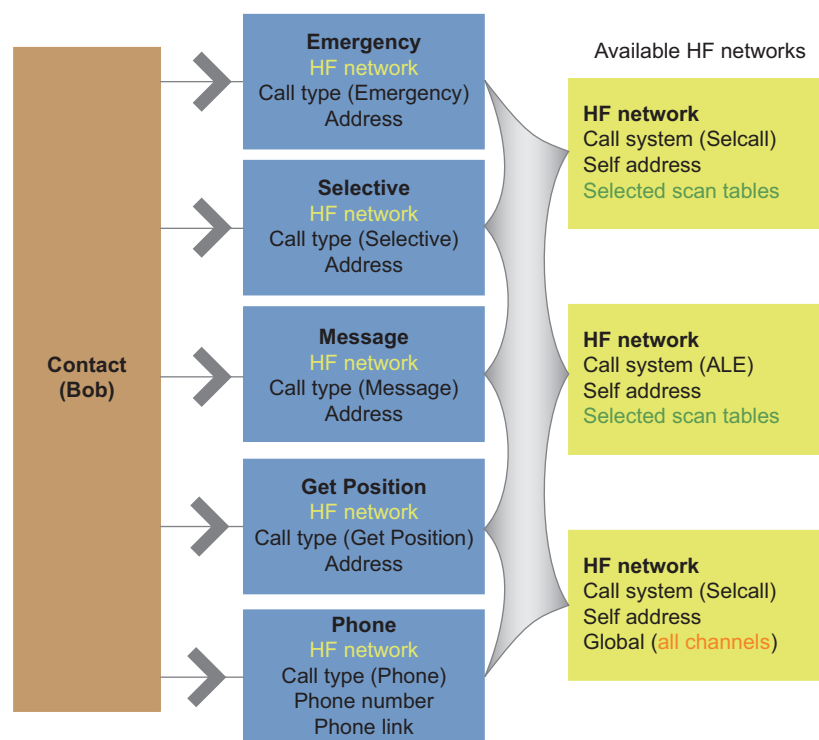 Contact
(Bob)
Emergency
HF network
Call type (Emergency)
Address
Selective
HF network
Call type (Selective)
Address
Message
HF network
Call type (Message)
Address
Get Position
HF network
Call type (Get Position)
Address
Phone
HF network
Call type (Phone)
Phone number
Phone link
Available HF networks
HF network
Call system (Selcall)
Self address
Selected scan tables
HF network
Call system (ALE)
Self address
Selected scan tables
HF network
Call system (Selcall)
Self address
Global (all channels)